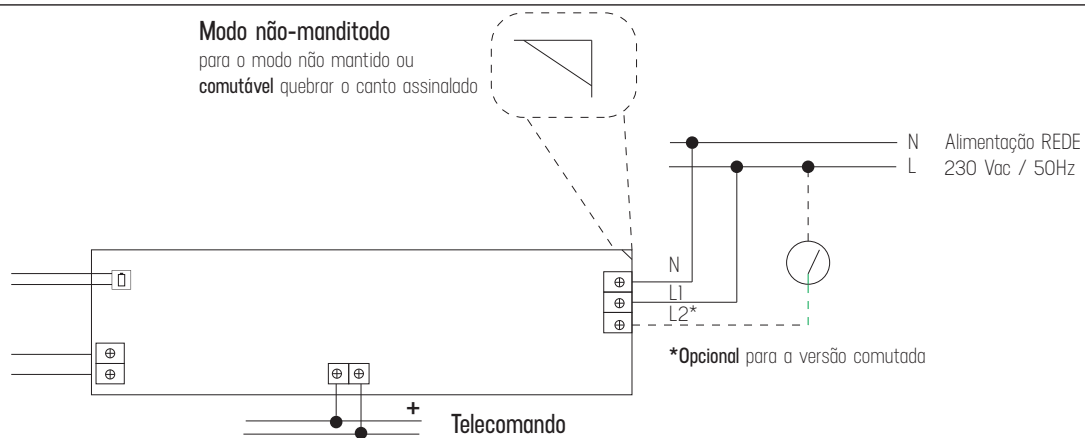 Modo não-manditodo
para o modo não mantido ou
comutável quebrar o canto assinalado
N Alimentação REDE
L 230 Vac / 50Hz
N
L1
L2*
*Opcional para a versão comutada
+
Telecomando